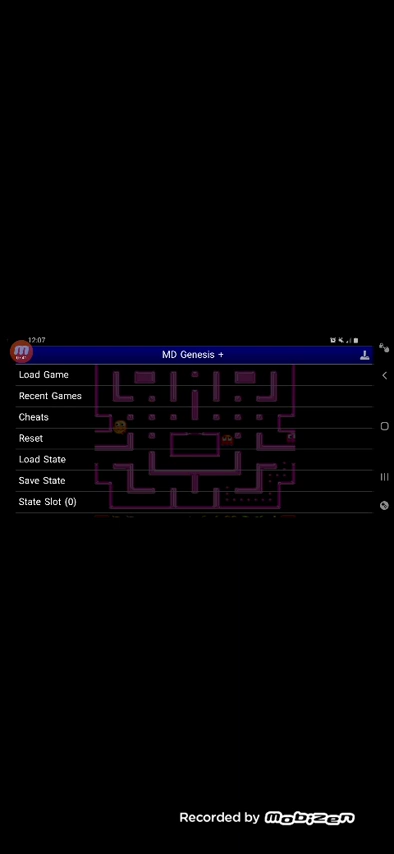 12:07
MD Genesis +
Load Game
Recent Games
Cheats
Reset
Load State
Save State
State Slot (0)
Recorded by Mobizen